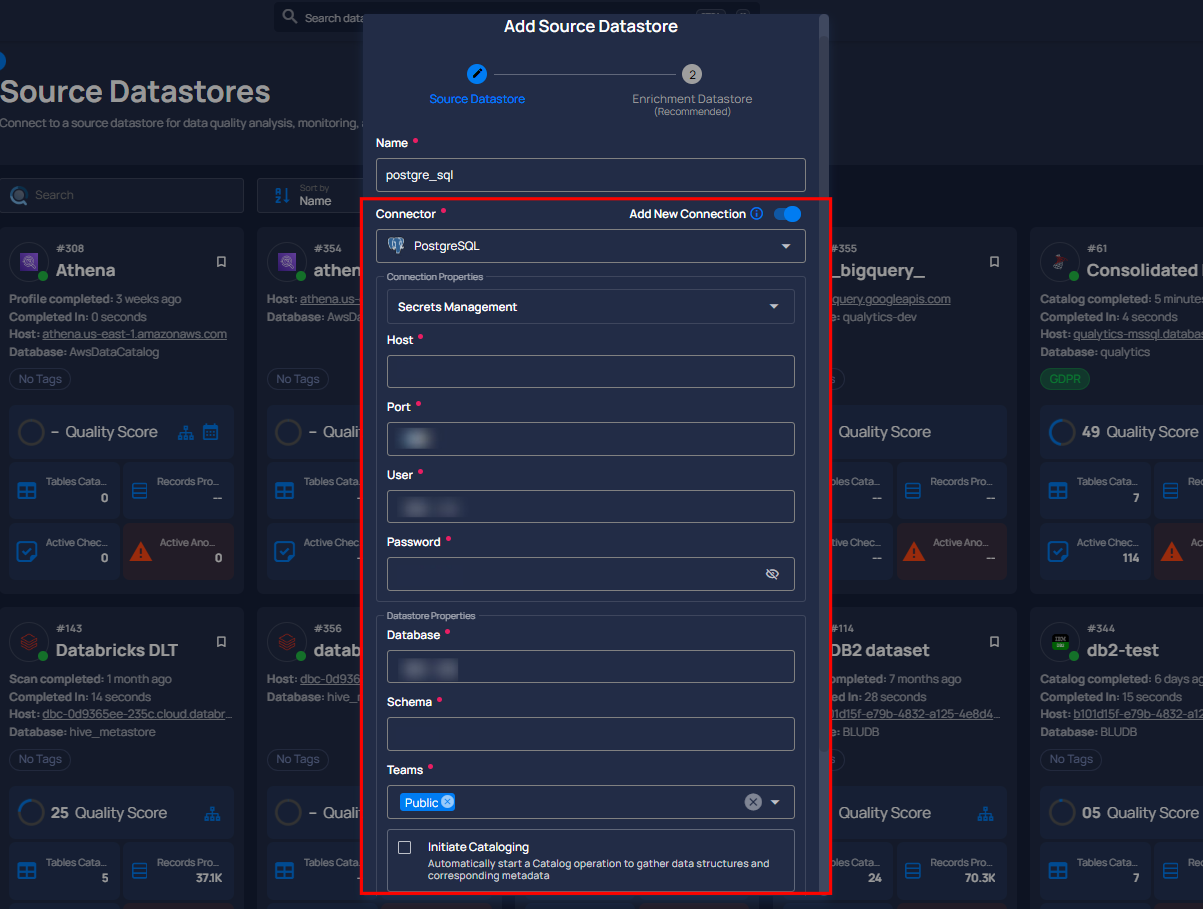 Search data
Add Source Datastore
2
Source Datastore
Enrichment Datastore
(Recommended)
Source Datastores
Connect to a source datastore for data quality analysis, monitoring,
Name *
postgre_sql
Search
Sort by
Name
Connector *
Add New Connection
PostgreSQL
Connection Properties
Secrets Management
Host *
Port *
User *
Password *
Datastore Properties
Database *
Schema *
Teams *
Public
Initiate Cataloging
Automatically start a Catalog operation to gather data structures and
corresponding metadata
#308
Athena
Profile completed: 3 weeks ago
Completed In: 0 seconds
Host: athena.us-east-1.amazonaws.com
Database: AwsDataCatalog
No Tags
– Quality Score
Tables Cata...
0
Records Pro...
--
Active Chec...
0
Active Ano...
0
#354
athen
Host: athena.us-
Database: AwsDa
No Tags
– Quali
Tables Cata
Active Chec
#355
_bigquery_
query.googleapis.com
: qualytics-dev
Quality Score
bles Cata...
--
Records Pro...
--
tive Chec...
--
Active Ano...
--
#61
Consolidated
Catalog completed: 5 minutes
Completed In: 4 seconds
Host: qualytics-mssql.databas
Database: qualytics
GDPR
49 Quality Score
Tables Cata...
7
Rec
Active Chec...
114
Ac
#143
Databricks DLT
Scan completed: 1 month ago
Completed In: 14 seconds
Host: dbc-0d9365ee-235c.cloud.databr...
Database: hive_metastore
No Tags
25 Quality Score
Tables Cata...
5
Records Pro...
37.1K
#356
datab
Host: dbc-0d936
Database: hive_r
No Tags
– Quali
Tables Cata
#114
DB2 dataset
mpleted: 7 months ago
ed In: 28 seconds
1d15f-e79b-4832-a125-4e8d4...
e: BLUDB
Quality Score
bles Cata...
24
Records Pro...
70.3K
#344
db2-test
Catalog completed: 6 days ag
Completed In: 15 seconds
Host: b101d15f-e79b-4832-a12
Database: BLUDB
No Tags
05 Quality Score
Tables Cata...
7
Rec